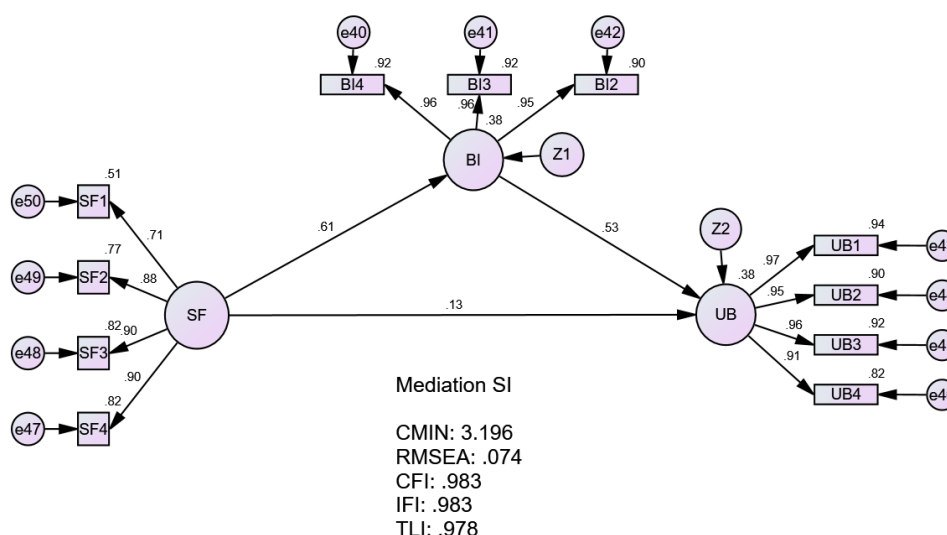 e40 e41 e42
.92 .92 .90
BI4 BI3 BI2
.96 .96 .95
.38
BI Z1
.51
e50 SF1
.71
.61 .53
Z2
.77
e49 SF2
.88
.94
.97 UB1
.38 .90
.95 UB2
SF UB
.13
.82 .90
e48 SF3
.96 .92
UB3
.90
.91 .82
UB4
.82
e47 SF4
Mediation SI
CMIN: 3.196
RMSEA: .074
CFI: .983
IFI: .983
TLI: .978